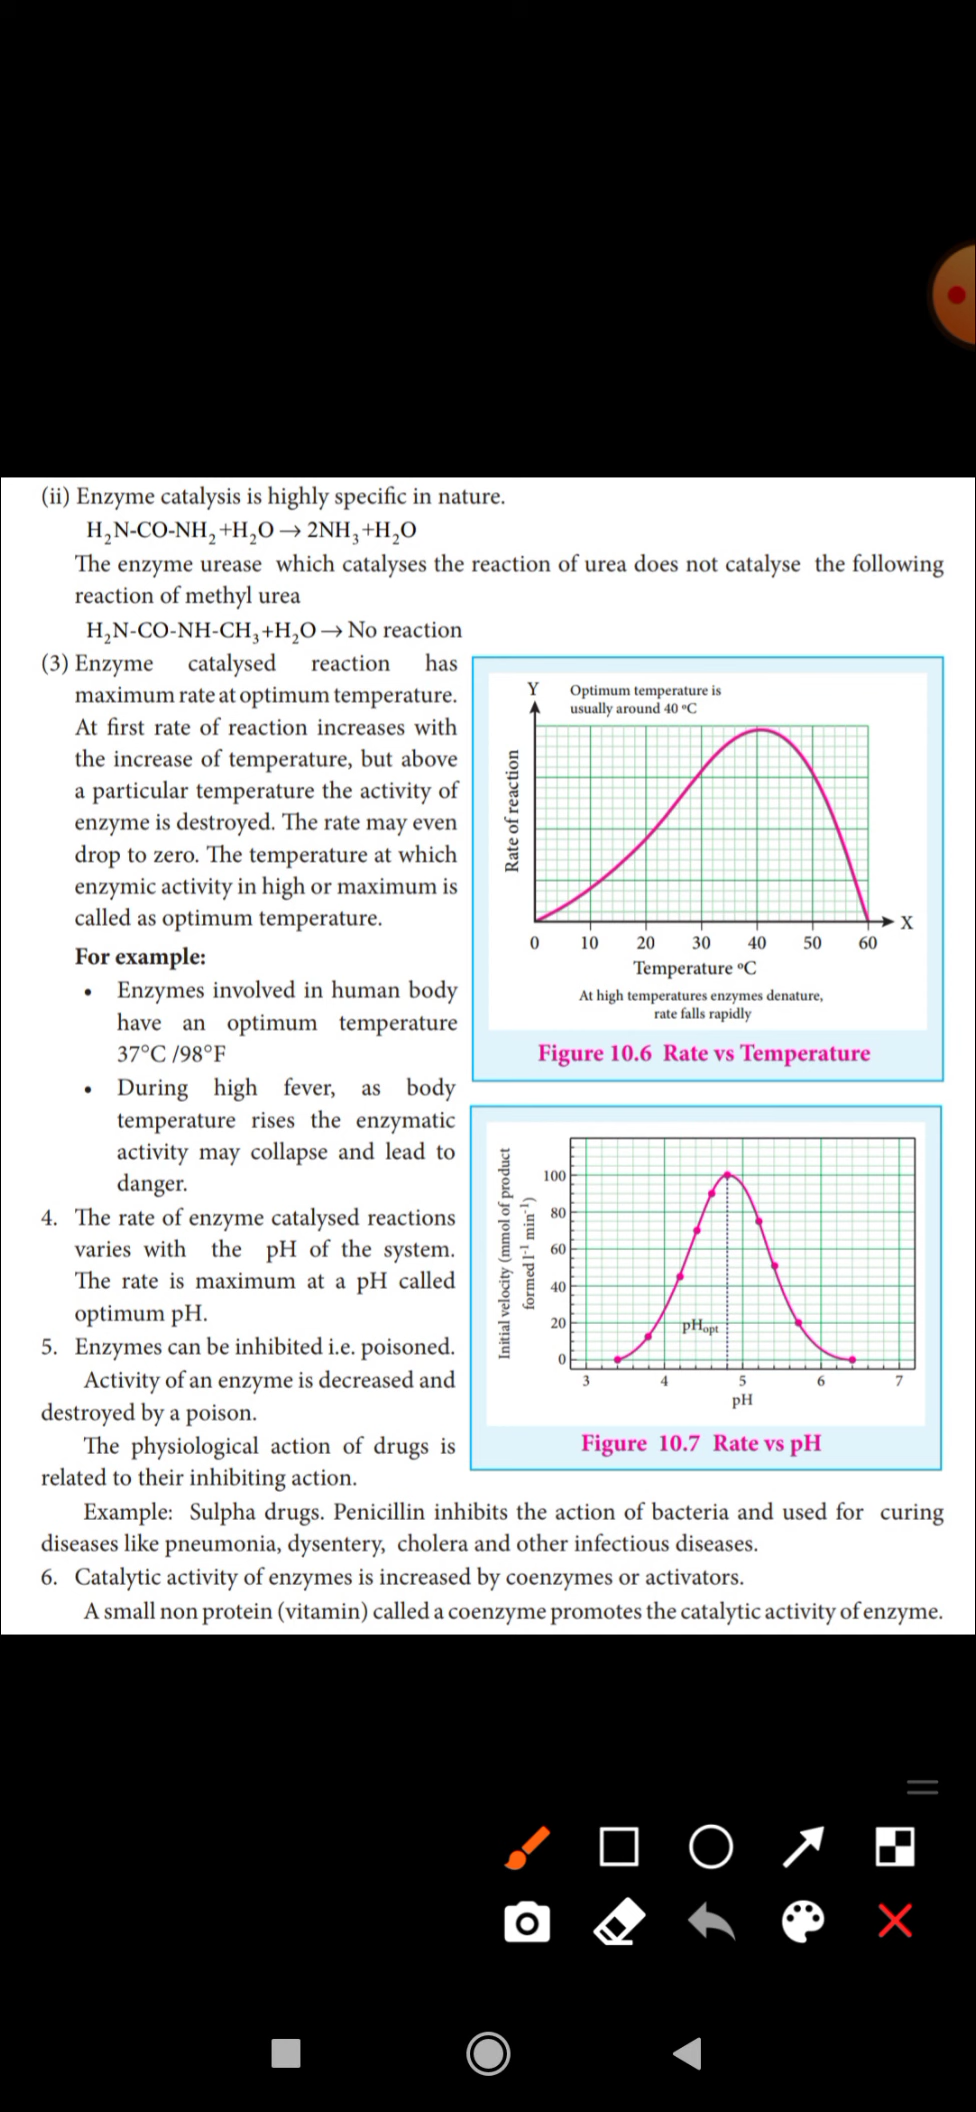 (ii) Enzyme catalysis is highly specific in nature.
H₂N-CO-NH₂+H₂O → 2NH₃+H₂O
The enzyme urease which catalyses the reaction of urea does not catalyse the following
reaction of methyl urea
H₂N-CO-NH-CH₃+H₂O → No reaction
(3) Enzyme catalysed reaction has
maximum rate at optimum temperature.
At first rate of reaction increases with
the increase of temperature, but above
a particular temperature the activity of
enzyme is destroyed. The rate may even
drop to zero. The temperature at which
enzymic activity in high or maximum is
called as optimum temperature.
For example:
• Enzymes involved in human body
have an optimum temperature
37°C /98°F
• During high fever, as body
temperature rises the enzymatic
activity may collapse and lead to
danger.
4. The rate of enzyme catalysed reactions
varies with the pH of the system.
The rate is maximum at a pH called
optimum pH.
5. Enzymes can be inhibited i.e. poisoned.
Activity of an enzyme is decreased and
destroyed by a poison.
The physiological action of drugs is
related to their inhibiting action.
Y
Optimum temperature is
usually around 40 °C
Rate of reaction
X
0 10 20 30 40 50 60
Temperature °C
At high temperatures enzymes denature,
rate falls rapidly
Figure 10.6 Rate vs Temperature
Initial velocity (mmol of product
formed l⁻¹ min⁻¹)
100
80
60
40
20
0
pHopt
3 4 5 6 7
pH
Figure 10.7 Rate vs pH
Example: Sulpha drugs. Penicillin inhibits the action of bacteria and used for curing
diseases like pneumonia, dysentery, cholera and other infectious diseases.
6. Catalytic activity of enzymes is increased by coenzymes or activators.
A small non protein (vitamin) called a coenzyme promotes the catalytic activity of enzyme.